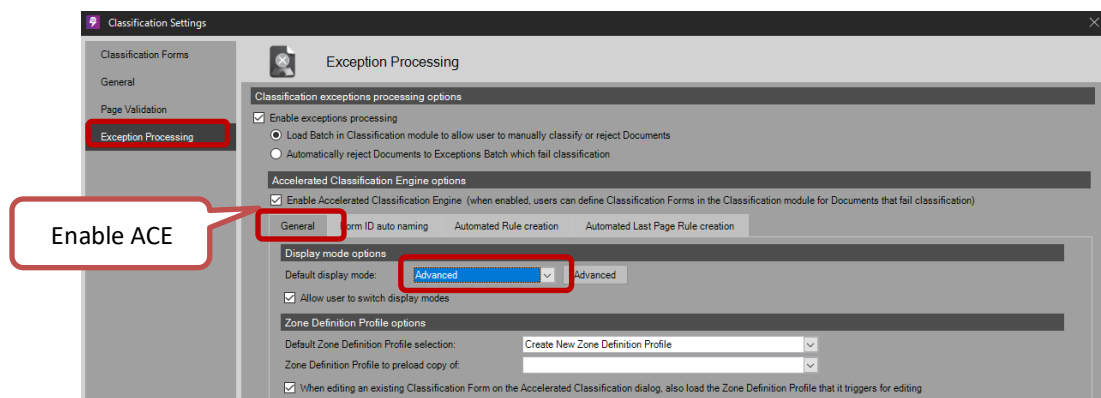 Classification Settings
Classification Forms
General
Page Validation
Exception Processing
Exception Processing
Classification exceptions processing options
Enable exceptions processing
Load Batch in Classification module to allow user to manually classify or reject Documents
Automatically reject Documents to Exceptions Batch which fail classification
Accelerated Classification Engine options
Enable Accelerated Classification Engine (when enabled, users can define Classification Forms in the Classification module for Documents that fail classification)
Enable ACE
General Form ID auto naming Automated Rule creation Automated Last Page Rule creation
Display mode options
Default display mode: Advanced Advanced
Allow user to switch display modes
Zone Definition Profile options
Default Zone Definition Profile selection: Create New Zone Definition Profile
Zone Definition Profile to preload copy of:
When editing an existing Classification Form on the Accelerated Classification dialog, also load the Zone Definition Profile that it triggers for editing